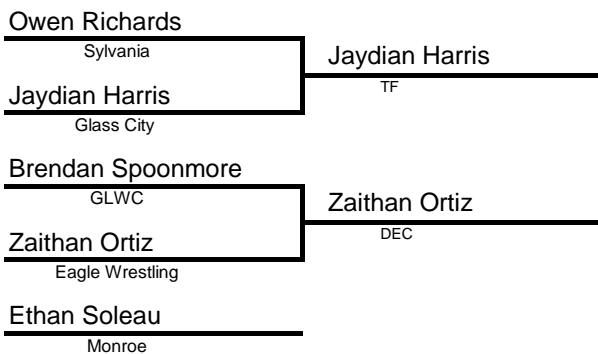 Owen Richards
Sylvania
Jaydian Harris
Glass City
Jaydian Harris
TF
Brendan Spoonmore
GLWC
Zaithan Ortiz
Eagle Wrestling
Zaithan Ortiz
DEC
Ethan Soleau
Monroe